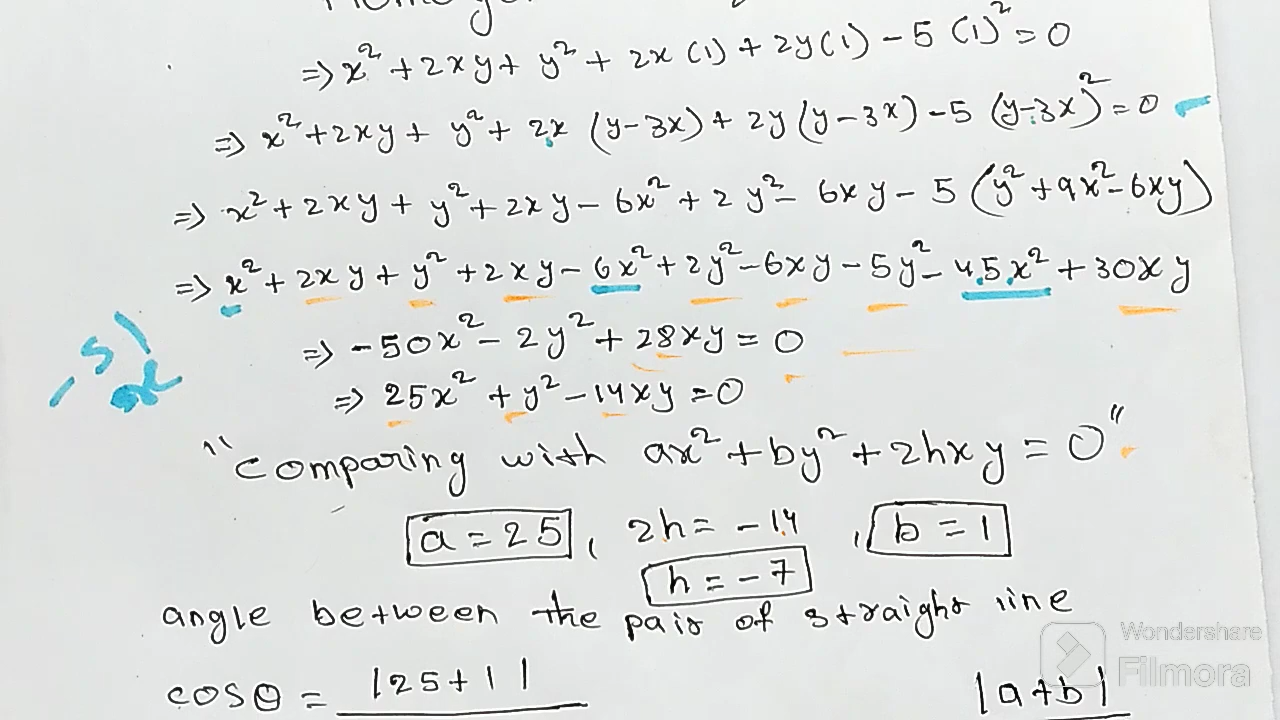 ⇒ x² + 2xy + y² + 2x (1) + 2y (1) - 5 (1)² = 0
⇒ x² + 2xy + y² + 2x (y-3x) + 2y (y-3x) - 5 (y-3x)² = 0
⇒ x² + 2xy + y² + 2xy - 6x² + 2y² - 6xy - 5 (y² + 9x² - 6xy)
⇒ x² + 2xy + y² + 2xy - 6x² + 2y² - 6xy - 5y² - 45x² + 30xy
⇒ -50x² - 2y² + 28xy = 0
⇒ 25x² + y² - 14xy = 0
"Comparing with ax² + by² + 2hxy = 0"
a = 25, 2h = -14, b = 1
h = -7
angle between the pair of straight line
cosθ = |25+1| |a+b|
Wondershare
Filmora